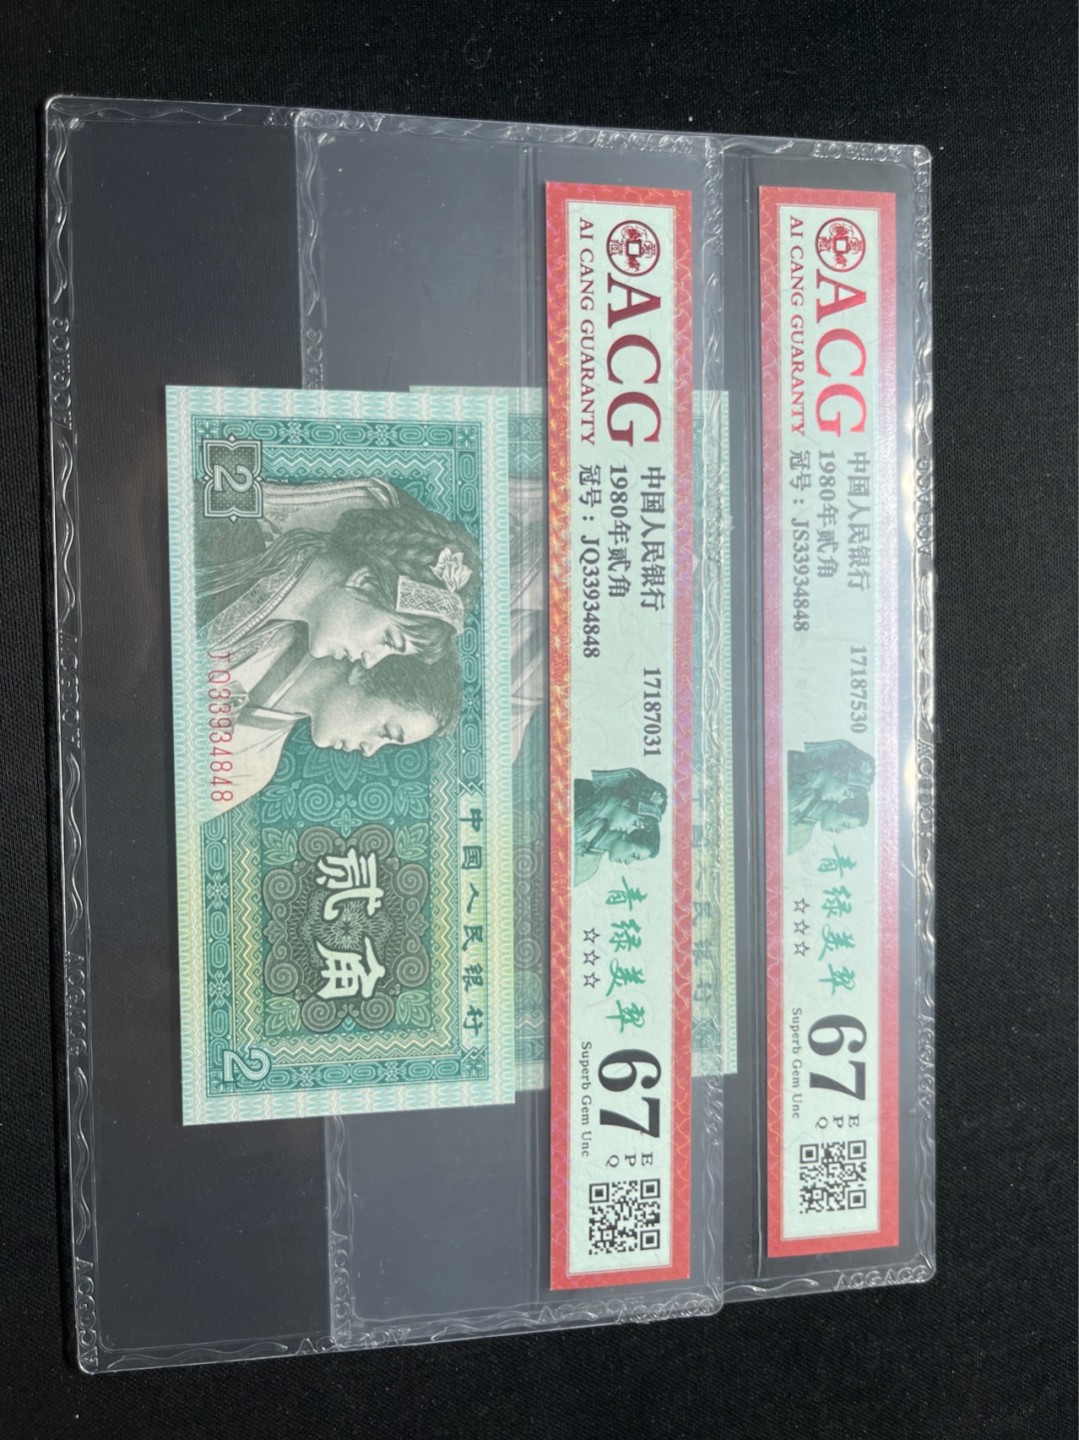 ACG
AI CANG GUARANTY
中国人民银行 17187530
1980年贰角
冠号：JS33934848
青绿美翠
☆☆☆
67
EPQ
Superb Gem Unc
ACG
AI CANG GUARANTY
中国人民银行 17187031
1980年贰角
冠号：JQ33934848
青绿美翠
☆☆☆
67
EPQ
Superb Gem Unc
中国人民银行
2
贰角
JQ33934848
2